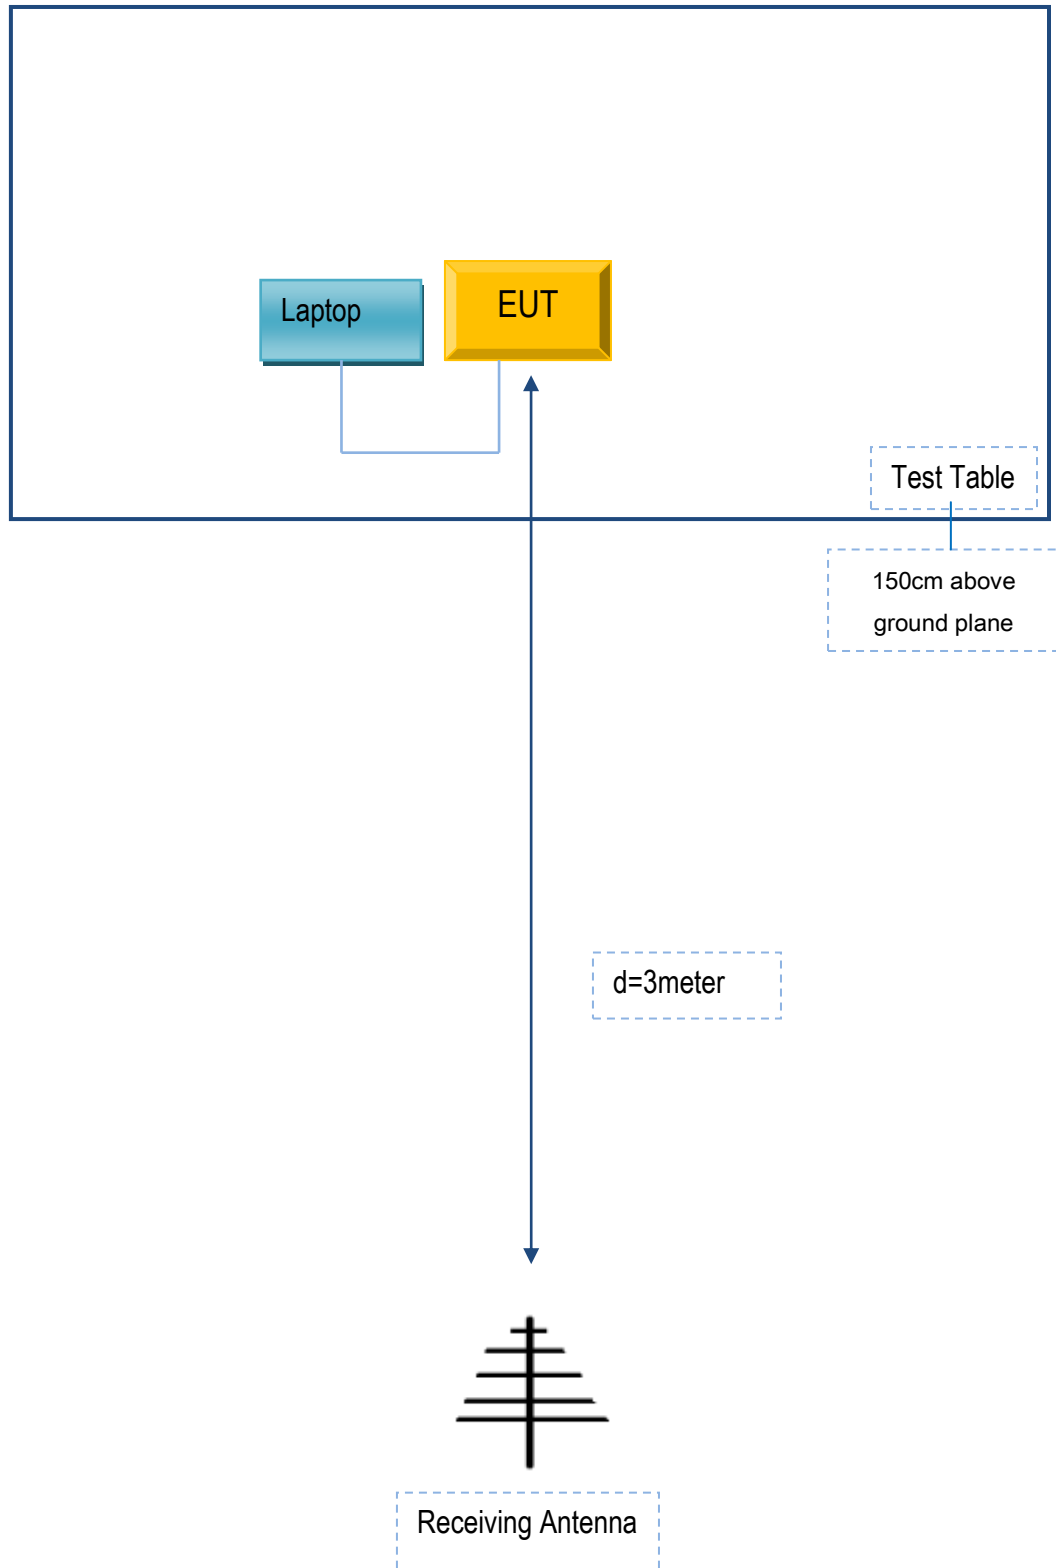 Laptop
EUT
Test Table
150cm above
ground plane
d=3meter
Receiving Antenna